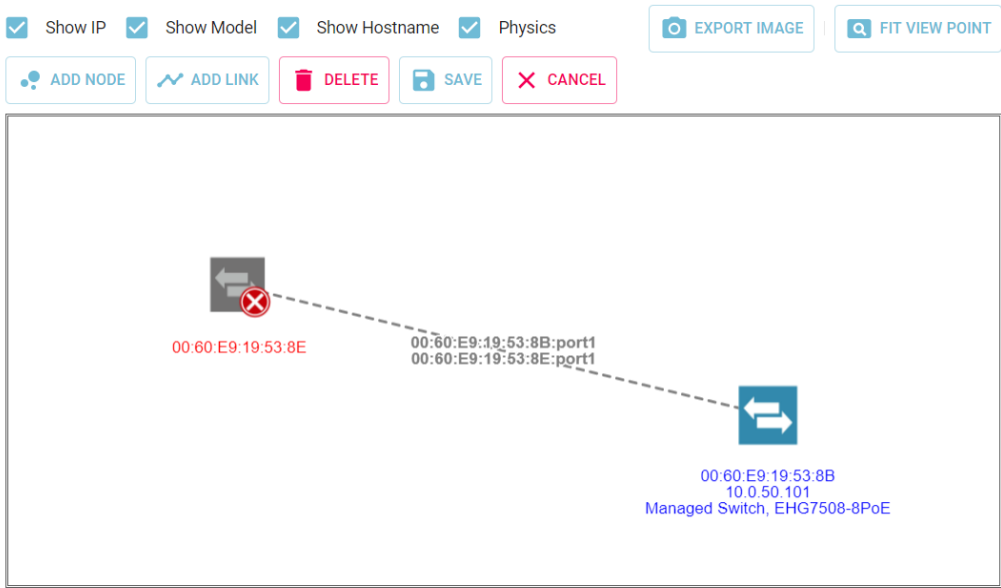 Show IP Show Model Show Hostname Physics EXPORT IMAGE FIT VIEW POINT
ADD NODE ADD LINK DELETE SAVE CANCEL
00:60:E9:19:53:8E
00:60:E9:19:53:8B:port1
00:60:E9:19:53:8E:port1
00:60:E9:19:53:8B
10.0.50.101
Managed Switch, EHG7508-8PoE